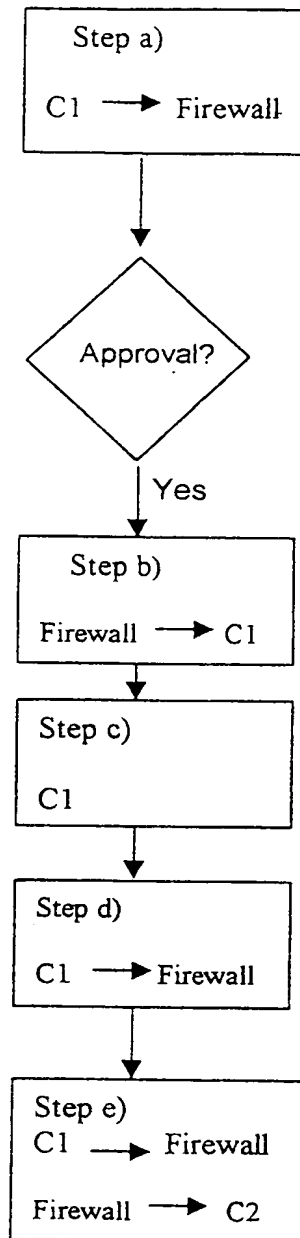 Step a)
C1 → Firewall
Approval?
Yes
Step b)
Firewall → C1
Step c)
C1
Step d)
C1 → Firewall
Step e)
C1 → Firewall
Firewall → C2